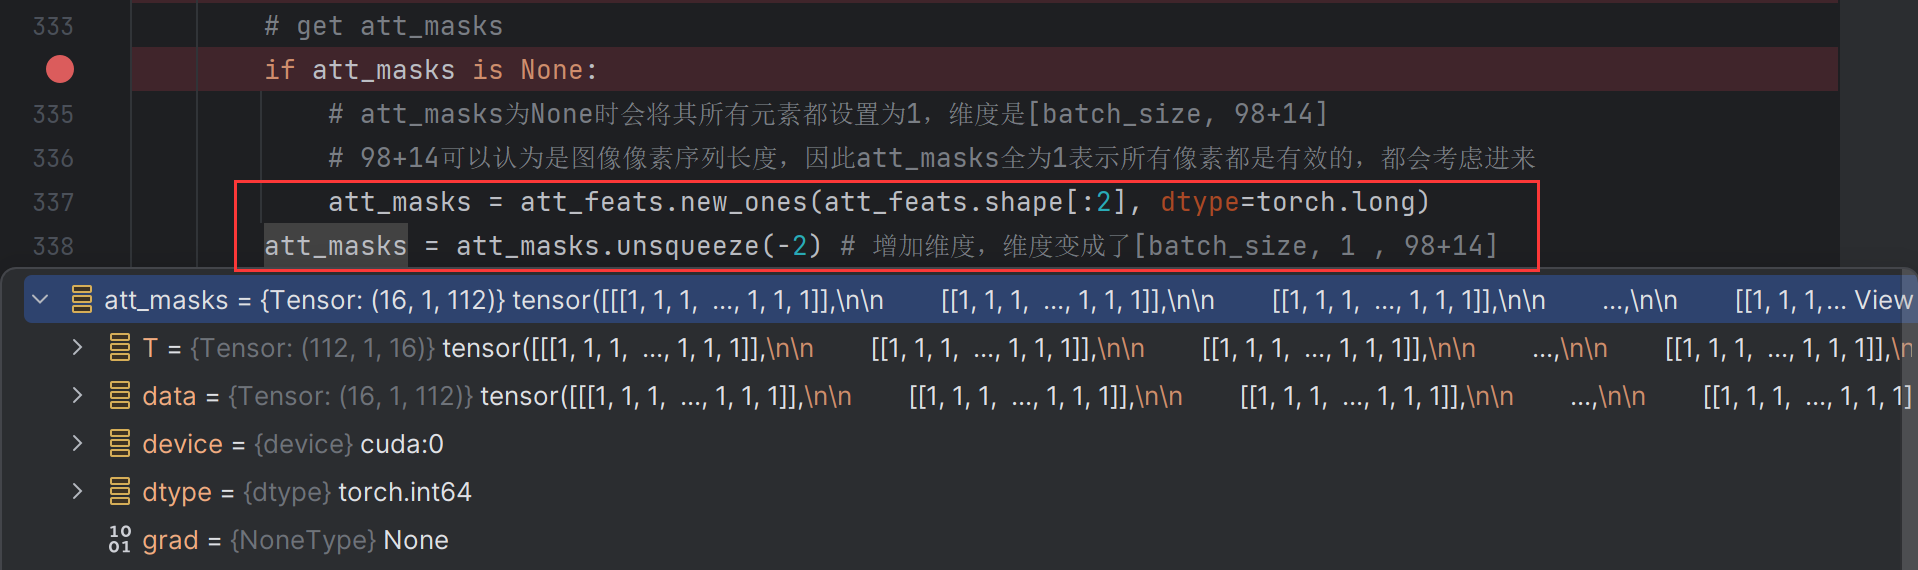 333 # get att_masks
if att_masks is None:
335 # att_masks为None时会将其所有元素都设置为1，维度是[batch_size, 98+14]
336 # 98+14可以认为是图像像素序列长度，因此att_masks全为1表示所有像素都是有效的，都会考虑进来
337 att_masks = att_feats.new_ones(att_feats.shape[:2], dtype=torch.long)
338 att_masks = att_masks.unsqueeze(-2) # 增加维度，维度变成了[batch_size, 1 , 98+14]
att_masks = {Tensor: (16, 1, 112)} tensor([[[1, 1, 1,  ..., 1, 1, 1]],\n\n        [[1, 1, 1,  ..., 1, 1, 1]],\n\n        [[1, 1, 1,  ..., 1, 1, 1]],\n\n        ...,\n\n        [[1, 1, 1,... View
T = {Tensor: (112, 1, 16)} tensor([[[1, 1, 1,  ..., 1, 1, 1]],\n\n        [[1, 1, 1,  ..., 1, 1, 1]],\n\n        [[1, 1, 1,  ..., 1, 1, 1]],\n\n        ...,\n\n        [[1, 1, 1,  ..., 1, 1, 1]],\n
data = {Tensor: (16, 1, 112)} tensor([[[1, 1, 1,  ..., 1, 1, 1]],\n\n        [[1, 1, 1,  ..., 1, 1, 1]],\n\n        [[1, 1, 1,  ..., 1, 1, 1]],\n\n        ...,\n\n        [[1, 1, 1,  ..., 1, 1, 1]
device = {device} cuda:0
dtype = {dtype} torch.int64
10
01 grad = {NoneType} None